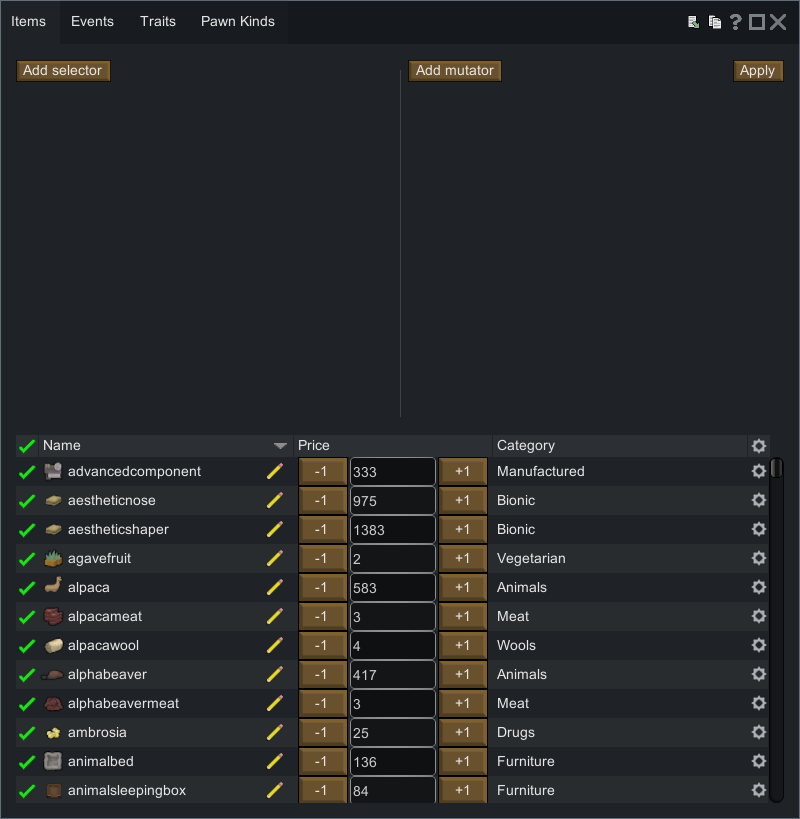 Items Events Traits Pawn Kinds ?
Add selector Add mutator Apply
Name Price Category
advancedcomponent -1 333 +1 Manufactured
aestheticnose -1 975 +1 Bionic
aestheticshaper -1 1383 +1 Bionic
agavefruit -1 2 +1 Vegetarian
alpaca -1 583 +1 Animals
alpacameat -1 3 +1 Meat
alpacawool -1 4 +1 Wools
alphabeaver -1 417 +1 Animals
alphabeavermeat -1 3 +1 Meat
ambrosia -1 25 +1 Drugs
animalbed -1 136 +1 Furniture
animalsleepingbox -1 84 +1 Furniture